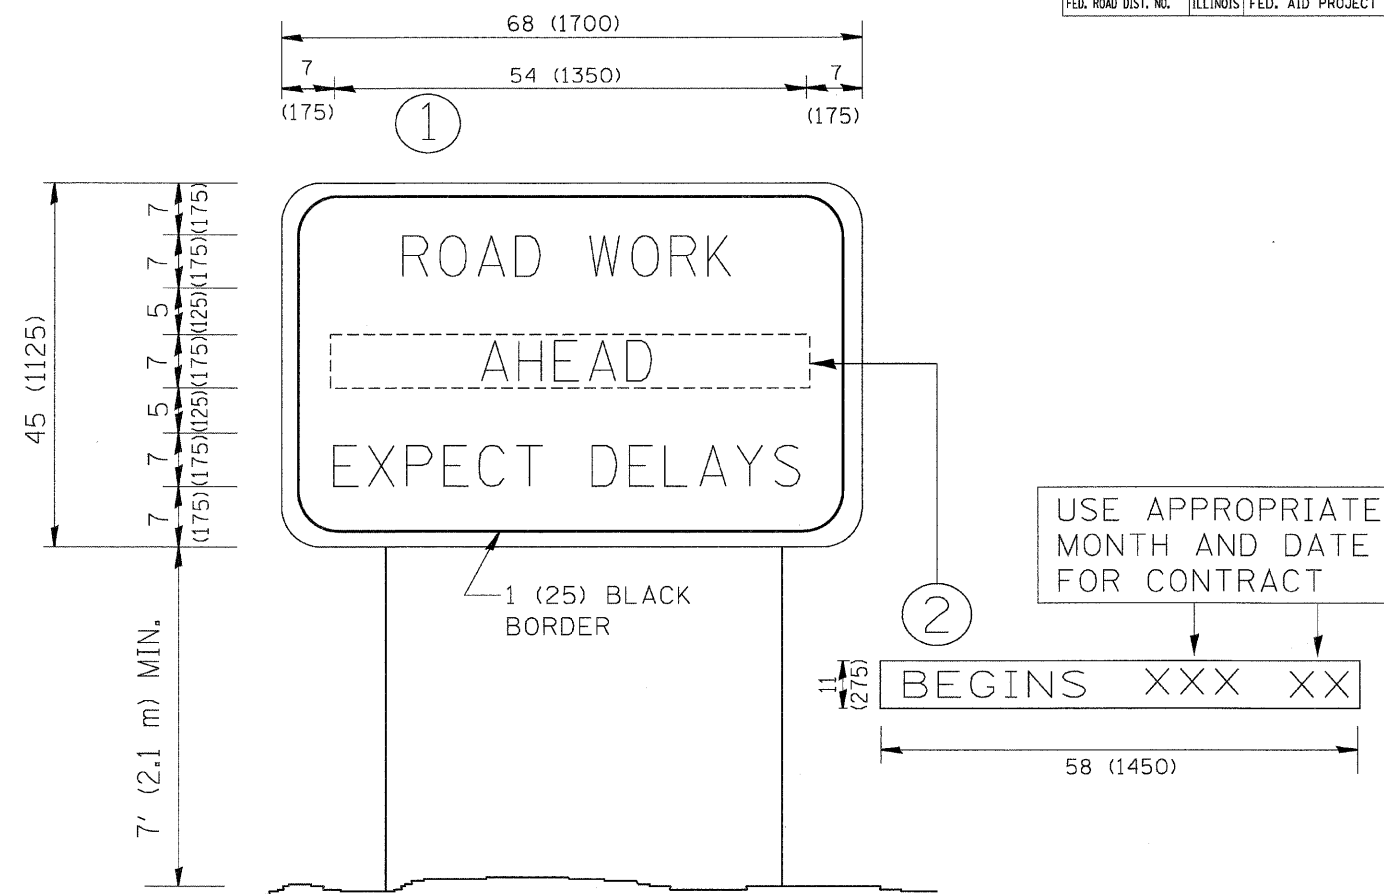 FED. ROAD DIST. NO. ILLINOIS FED. AID PROJECT
68 (1700)
7
54 (1350)
7
(175)
(175)
1
45 (1125)
7
(175)
7
(175)
5
(125)
7
(175)
5
(125)
7
(175)
7
(175)
ROAD WORK
AHEAD
EXPECT DELAYS
1 (25) BLACK
BORDER
7' (2.1 m) MIN.
USE APPROPRIATE
MONTH AND DATE
FOR CONTRACT
2
11
(275)
BEGINS XXX XX
58 (1450)